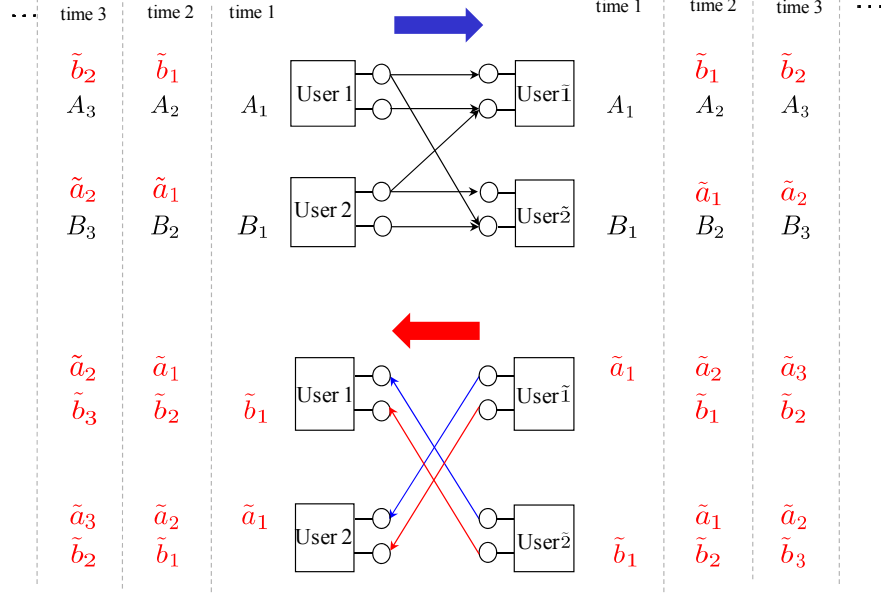 ... time 3 time 2 time 1 time 1 time 2 time 3 ...
b̃₂ b̃₁ b̃₁ b̃₂
A₃ A₂ A₁ User 1 User 1̃ A₁ A₂ A₃
ã₂ ã₁ ã₁ ã₂
B₃ B₂ B₁ User 2 User 2̃ B₁ B₂ B₃
ã₂ ã₁ ã₁ ã₂ ã₃
User 1 User 1̃
b̃₃ b̃₂ b̃₁ b̃₁ b̃₂
ã₃ ã₂ ã₁ ã₁ ã₂
User 2 User 2̃
b̃₂ b̃₁ b̃₁ b̃₂ b̃₃